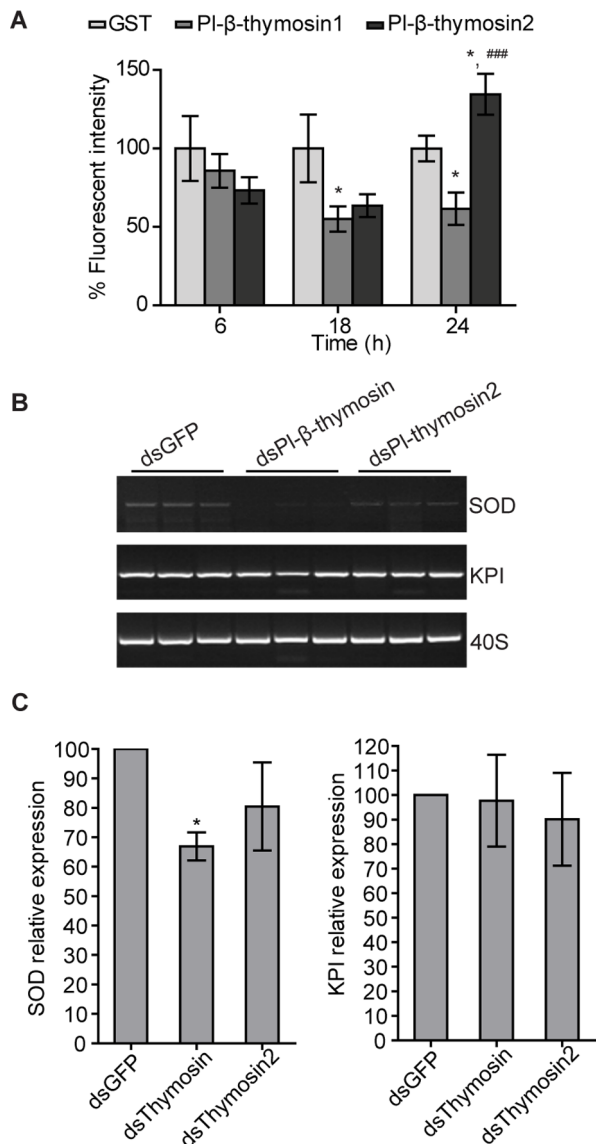 A
GST Pl-β-thymosin1 Pl-β-thymosin2
% Fluorescent intensity
150
100
50
0
*
*
*, ###
6 18 24
Time (h)
B
dsGFP dsPl-β-thymosin dsPl-thymosin2
SOD
KPI
40S
C
SOD relative expression
100
90
80
70
60
50
40
30
20
10
0
*
dsGFP dsThymosin dsThymosin2
KPI relative expression
120
110
100
90
80
70
60
50
40
30
20
10
0
dsGFP dsThymosin dsThymosin2